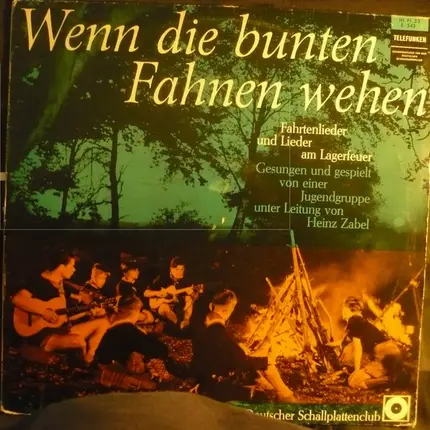 Wenn die bunten
Fahnen wehen
TELEFUNKEN
Fahrtenlieder
und Lieder
am Lagerfeuer
Gesungen und gespielt
von einer
Jugendgruppe
unter Leitung von
Heinz Zabel
Deutscher Schallplattenclub